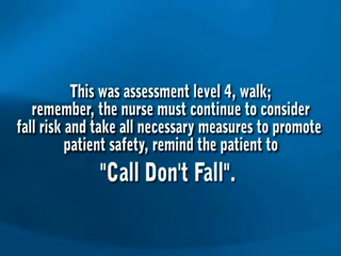 This was assessment level 4, walk;
remember, the nurse must continue to consider
fall risk and take all necessary measures to promote
patient safety, remind the patient to
"Call Don't Fall".